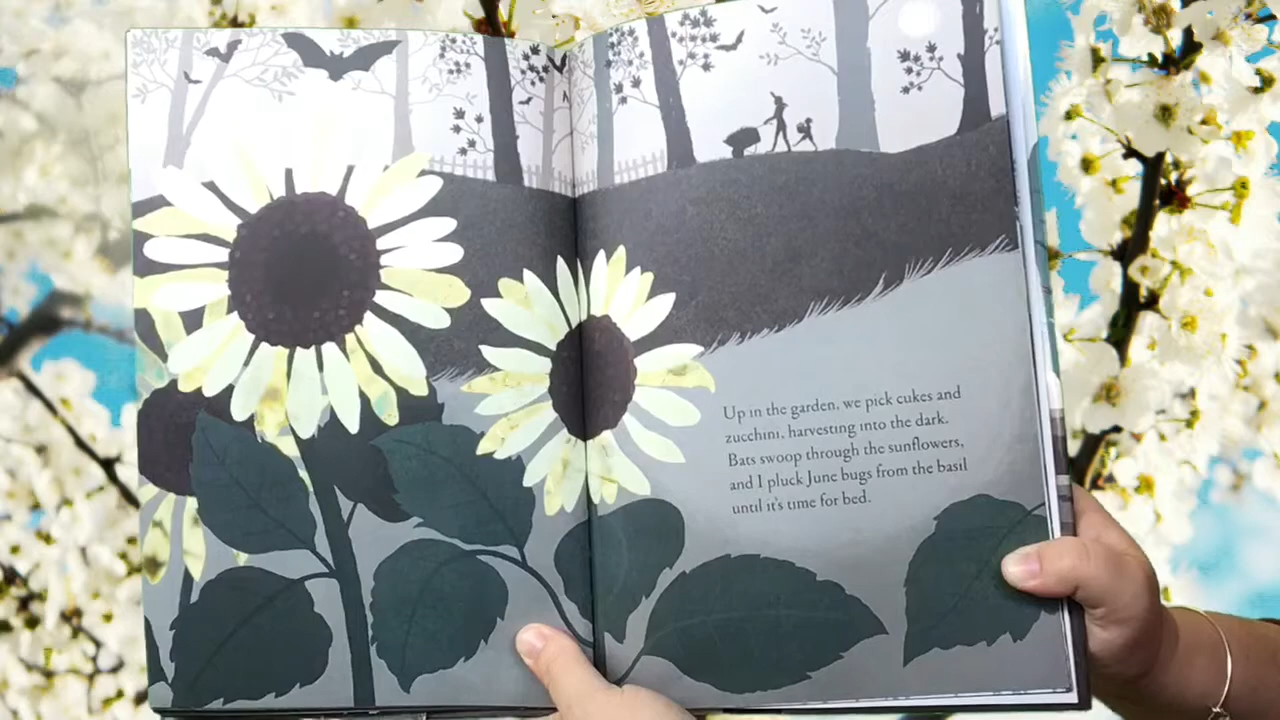 Up in the garden, we pick cukes and
zucchini, harvesting into the dark.
Bats swoop through the sunflowers,
and I pluck June bugs from the basil
until it's time for bed.